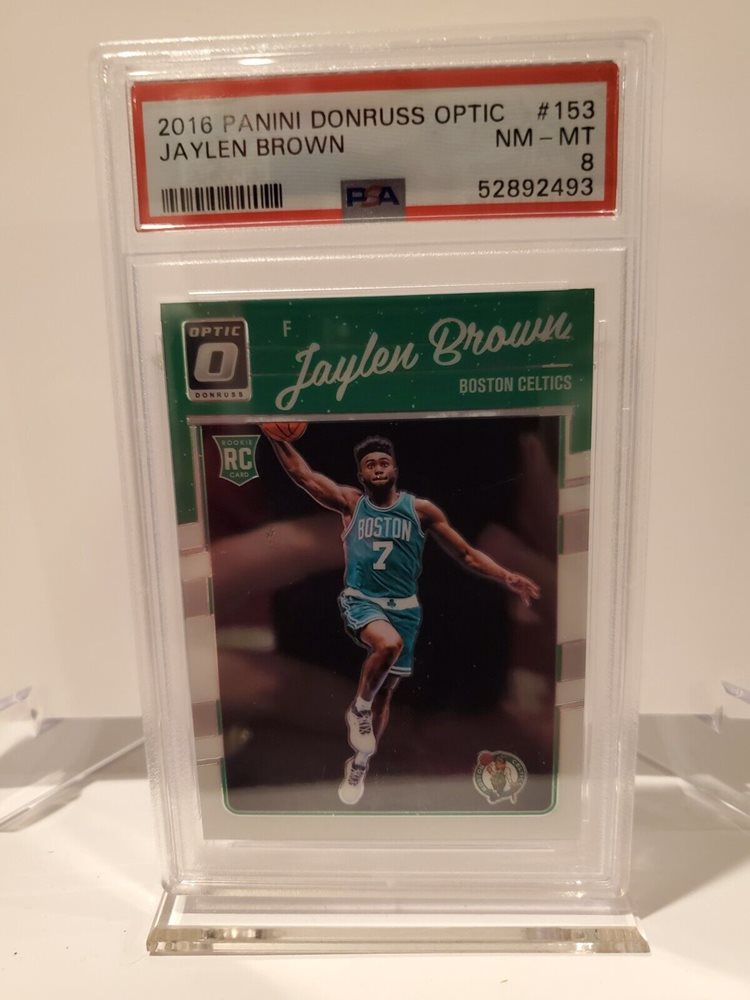 2016 PANINI DONRUSS OPTIC #153
JAYLEN BROWN NM - MT
8
PSA 52892493
OPTIC
O
DONRUSS
F
Jaylen Brown
BOSTON CELTICS
ROOKIE
RC
CARD
BOSTON
7